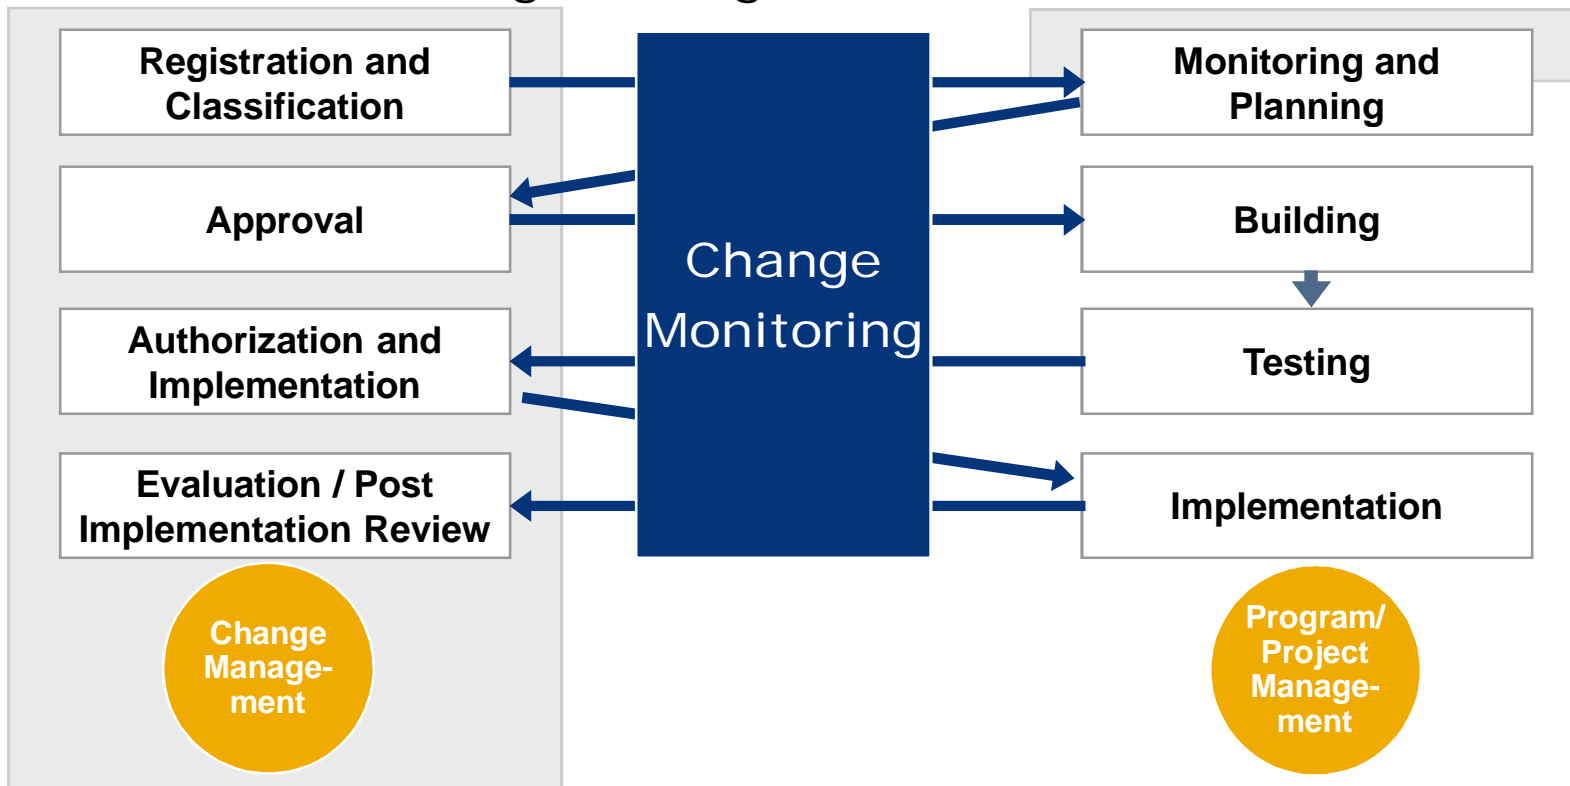 Registration and
Classification
Approval
Authorization and
Implementation
Evaluation / Post
Implementation Review
Change
Manage-
ment
Change
Monitoring
Monitoring and
Planning
Building
Testing
Implementation
Program/
Project
Manage-
ment